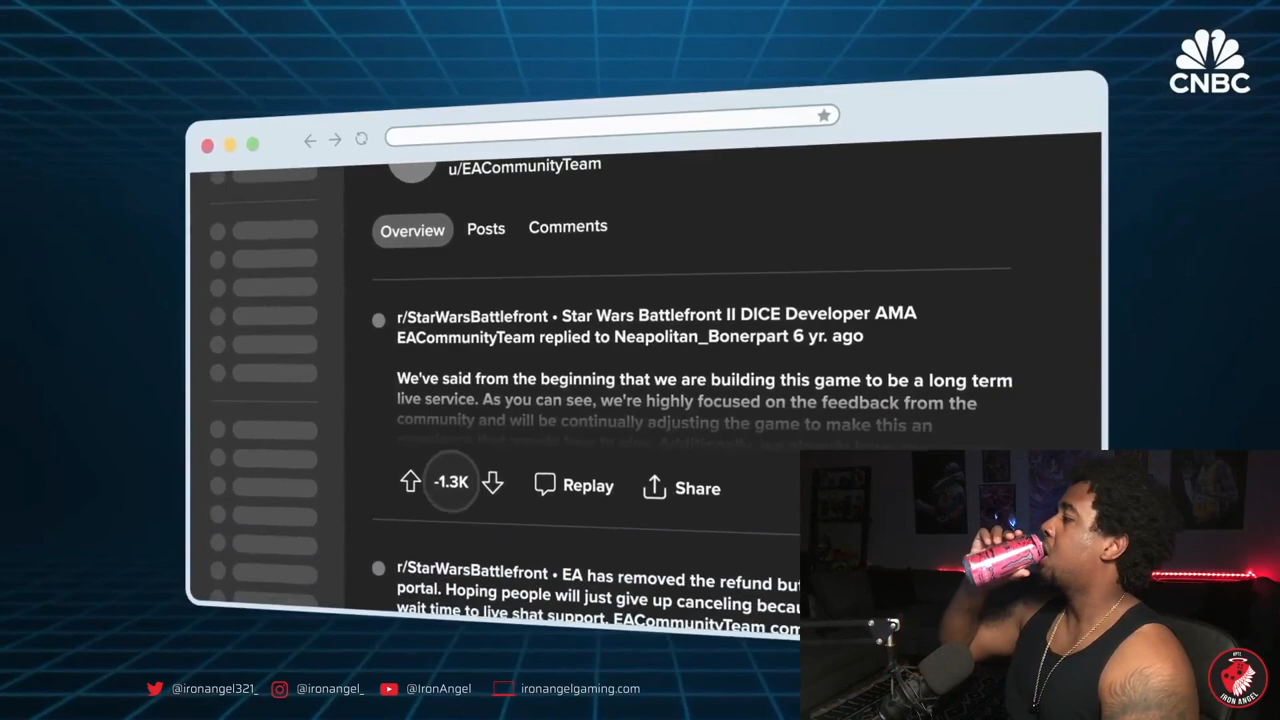 CNBC
u/EACommunityTeam
Overview Posts Comments
r/StarWarsBattlefront • Star Wars Battlefront II DICE Developer AMA
EACommunityTeam replied to Neapolitan_Bonerpart 6 yr. ago
We've said from the beginning that we are building this game to be a long term
live service. As you can see, we're highly focused on the feedback from the
community and will be continually adjusting the game to make this an
-1.3K Replay Share
r/StarWarsBattlefront • EA has removed the refund but
portal. Hoping people will just give up canceling becau
wait time to live shat support. EACommunityTeam com
@ironangel321_ @ironangel_ @IronAngel ironangelgaming.com
IRON ANGEL